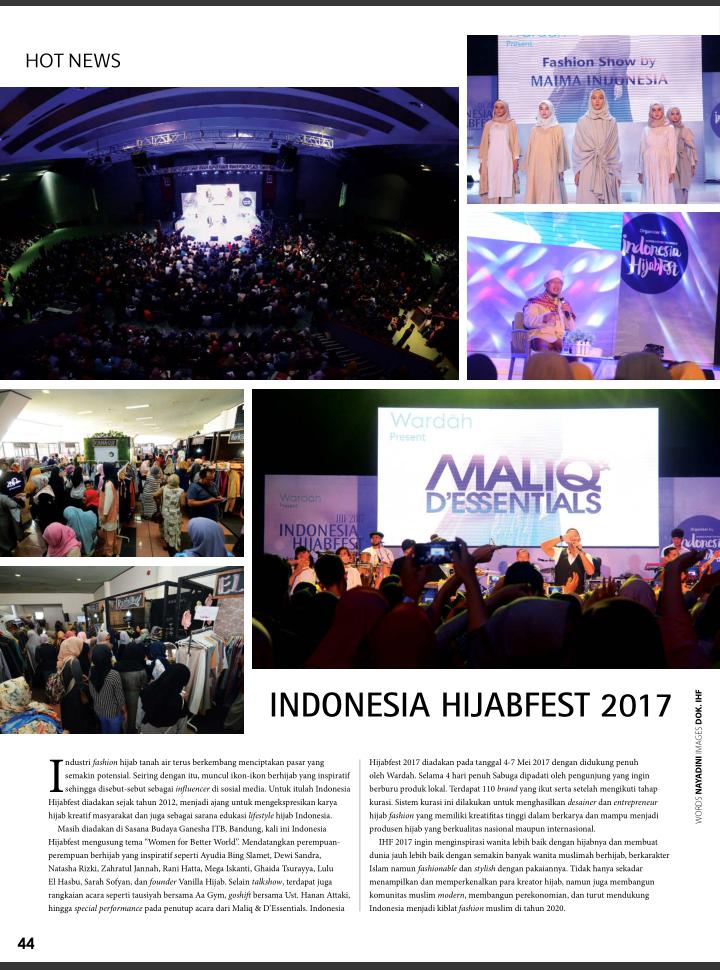 HOT NEWS
Present
Fashion Show by
MAIMA INDONESIA
Organized by
Indonesia
Hijabfest
Wardah
Present
MALIQ
D'ESSENTIALS
Wardah
Present
IHF 2017
INDONESIA
HIJABFES
INDONESIA HIJABFEST 2017
WORDS NAYADINI IMAGES DOK. IHF
Industri fashion hijab tanah air terus berkembang menciptakan pasar yang
semakin potensial. Seiring dengan itu, muncul ikon-ikon berhijab yang inspiratif
sehingga disebut-sebut sebagai influencer di sosial media. Untuk itulah Indonesia
Hijabfest diadakan sejak tahun 2012, menjadi ajang untuk mengekspresikan karya
hijab kreatif masyarakat dan juga sebagai sarana edukasi lifestyle hijab Indonesia.
Masih diadakan di Sasana Budaya Ganesha ITB, Bandung, kali ini Indonesia
Hijabfest mengusung tema "Women for Better World". Mendatangkan perempuan-
perempuan berhijab yang inspiratif seperti Ayudia Bing Slamet, Dewi Sandra,
Natasha Rizki, Zahratul Jannah, Rani Hatta, Mega Iskanti, Ghaida Tsurayya, Lulu
El Hasbu, Sarah Sofyan, dan founder Vanilla Hijab. Selain talkshow, terdapat juga
rangkaian acara seperti tausiyah bersama Aa Gym, goshift bersama Ust. Hanan Attaki,
hingga special performance pada penutup acara dari Maliq & D'Essentials. Indonesia
Hijabfest 2017 diadakan pada tanggal 4-7 Mei 2017 dengan didukung penuh
oleh Wardah. Selama 4 hari penuh Sabuga dipadati oleh pengunjung yang ingin
berburu produk lokal. Terdapat 110 brand yang ikut serta setelah mengikuti tahap
kurasi. Sistem kurasi ini dilakukan untuk menghasilkan desainer dan entrepreneur
hijab fashion yang memiliki kreatifitas tinggi dalam berkarya dan mampu menjadi
produsen hijab yang berkualitas nasional maupun internasional.
IHF 2017 ingin menginspirasi wanita lebih baik dengan hijabnya dan membuat
dunia jauh lebih baik dengan semakin banyak wanita muslimah berhijab, berkarakter
Islam namun fashionable dan stylish dengan pakaiannya. Tidak hanya sekadar
menampilkan dan memperkenalkan para kreator hijab, namun juga membangun
komunitas muslim modern, membangun perekonomian, dan turut mendukung
Indonesia menjadi kiblat fashion muslim di tahun 2020.
44